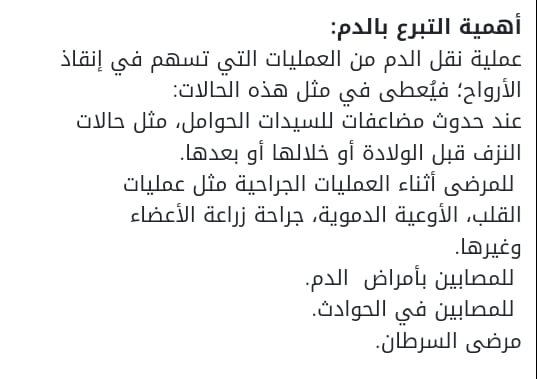 أهمية التبرع بالدم:
عملية نقل الدم من العمليات التي تسهم في إنقاذ
الأرواح؛ فيُعطى في مثل هذه الحالات:
عند حدوث مضاعفات للسيدات الحوامل، مثل حالات
النزف قبل الولادة أو خلالها أو بعدها.
للمرضى أثناء العمليات الجراحية مثل عمليات
القلب، الأوعية الدموية، جراحة زراعة الأعضاء
وغيرها.
للمصابين بأمراض الدم.
للمصابين في الحوادث.
مرضى السرطان.